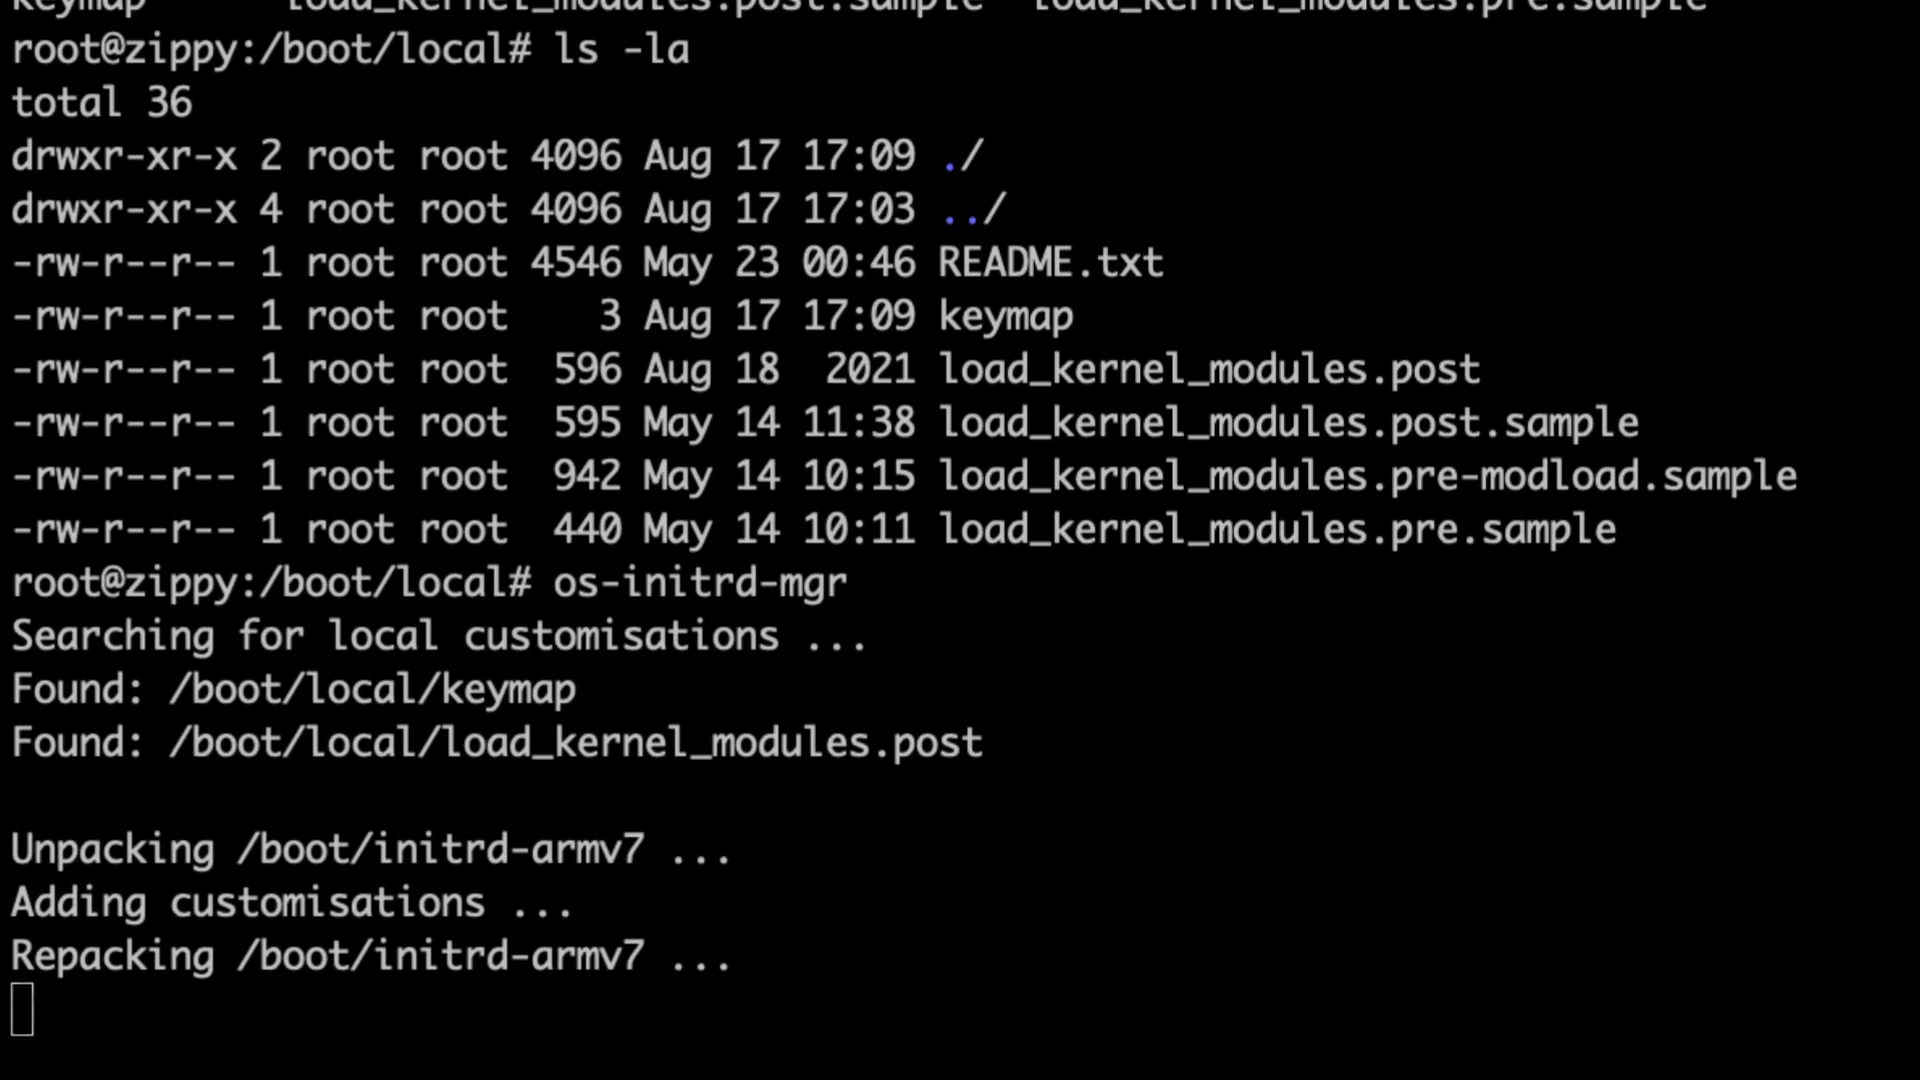 keymap load_kernel_modules.post.sample load_kernel_modules.pre.sample
root@zippy:/boot/local# ls -la
total 36
drwxr-xr-x 2 root root 4096 Aug 17 17:09 ./
drwxr-xr-x 4 root root 4096 Aug 17 17:03 ../
-rw-r--r-- 1 root root 4546 May 23 00:46 README.txt
-rw-r--r-- 1 root root    3 Aug 17 17:09 keymap
-rw-r--r-- 1 root root  596 Aug 18  2021 load_kernel_modules.post
-rw-r--r-- 1 root root  595 May 14 11:38 load_kernel_modules.post.sample
-rw-r--r-- 1 root root  942 May 14 10:15 load_kernel_modules.pre-modload.sample
-rw-r--r-- 1 root root  440 May 14 10:11 load_kernel_modules.pre.sample
root@zippy:/boot/local# os-initrd-mgr
Searching for local customisations ...
Found: /boot/local/keymap
Found: /boot/local/load_kernel_modules.post
Unpacking /boot/initrd-armv7 ...
Adding customisations ...
Repacking /boot/initrd-armv7 ...